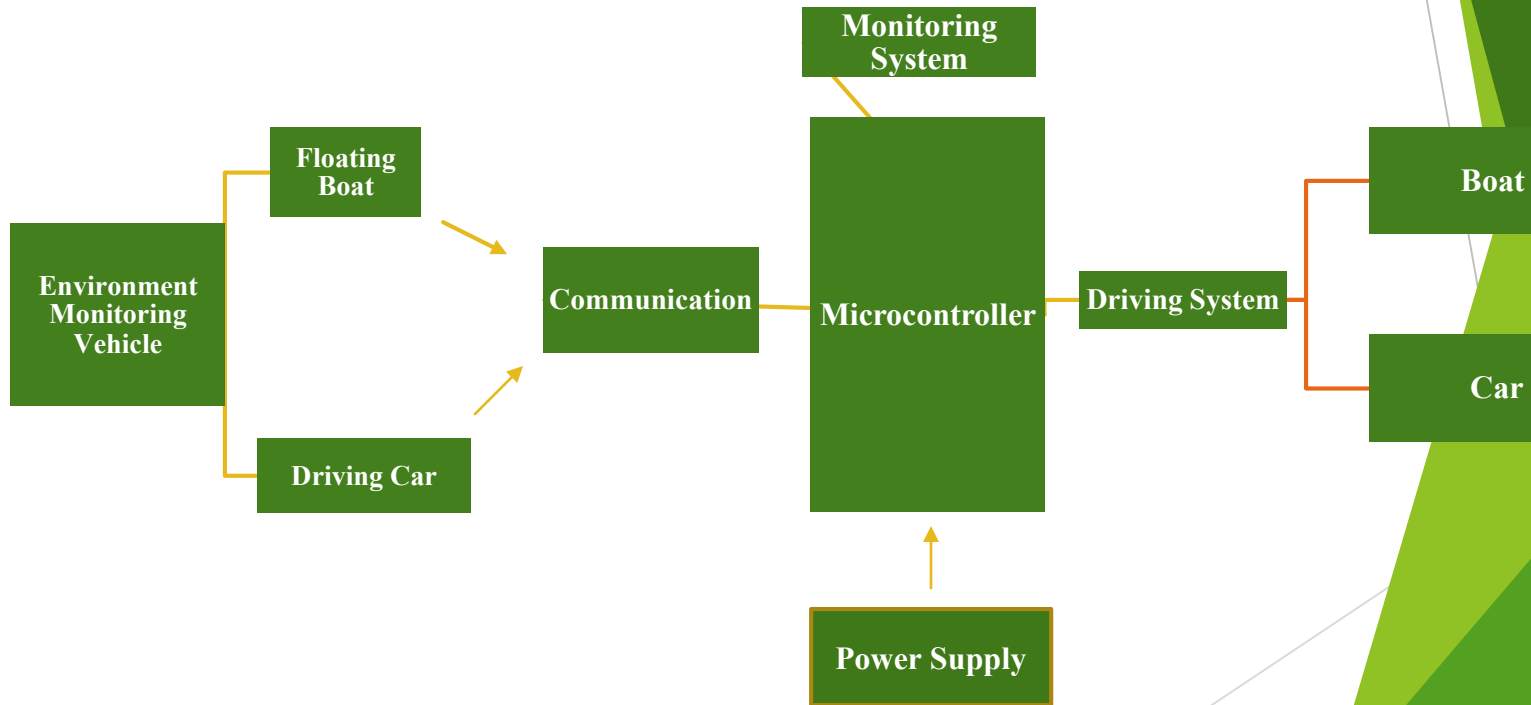 Monitoring
System
Floating
Boat
Environment
Monitoring
Vehicle
Communication
Microcontroller
Driving System
Boat
Car
Driving Car
Power Supply